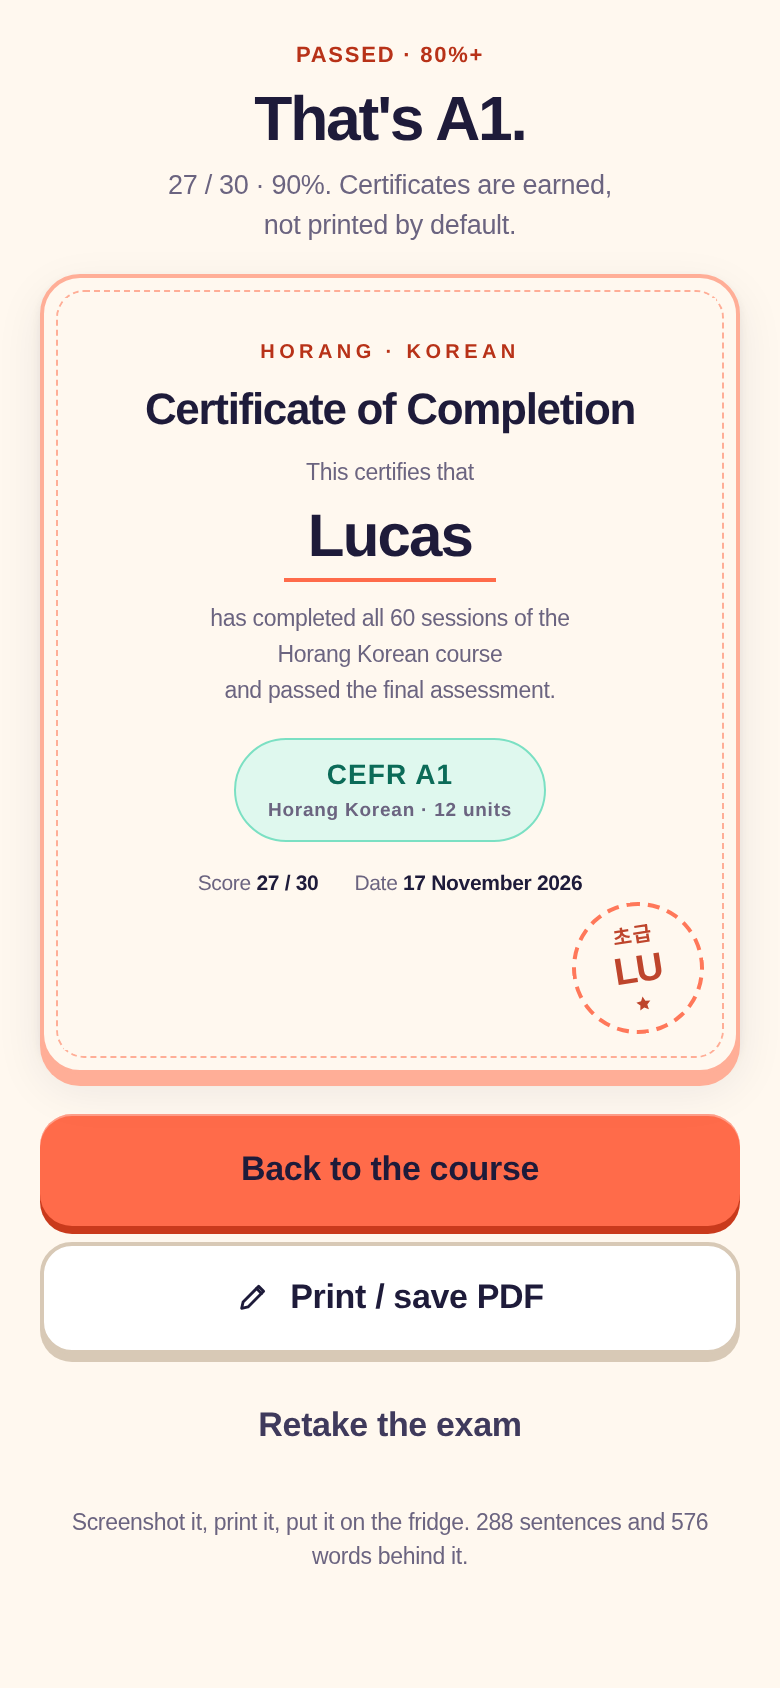 PASSED · 80%+
That's A1.
27 / 30 · 90%. Certificates are earned,
not printed by default.
HORANG · KOREAN
Certificate of Completion
This certifies that
Lucas
has completed all 60 sessions of the
Horang Korean course
and passed the final assessment.
CEFR A1
Horang Korean · 12 units
Score 27 / 30 Date 17 November 2026
초급
LU
Back to the course
Print / save PDF
Retake the exam
Screenshot it, print it, put it on the fridge. 288 sentences and 576
words behind it.